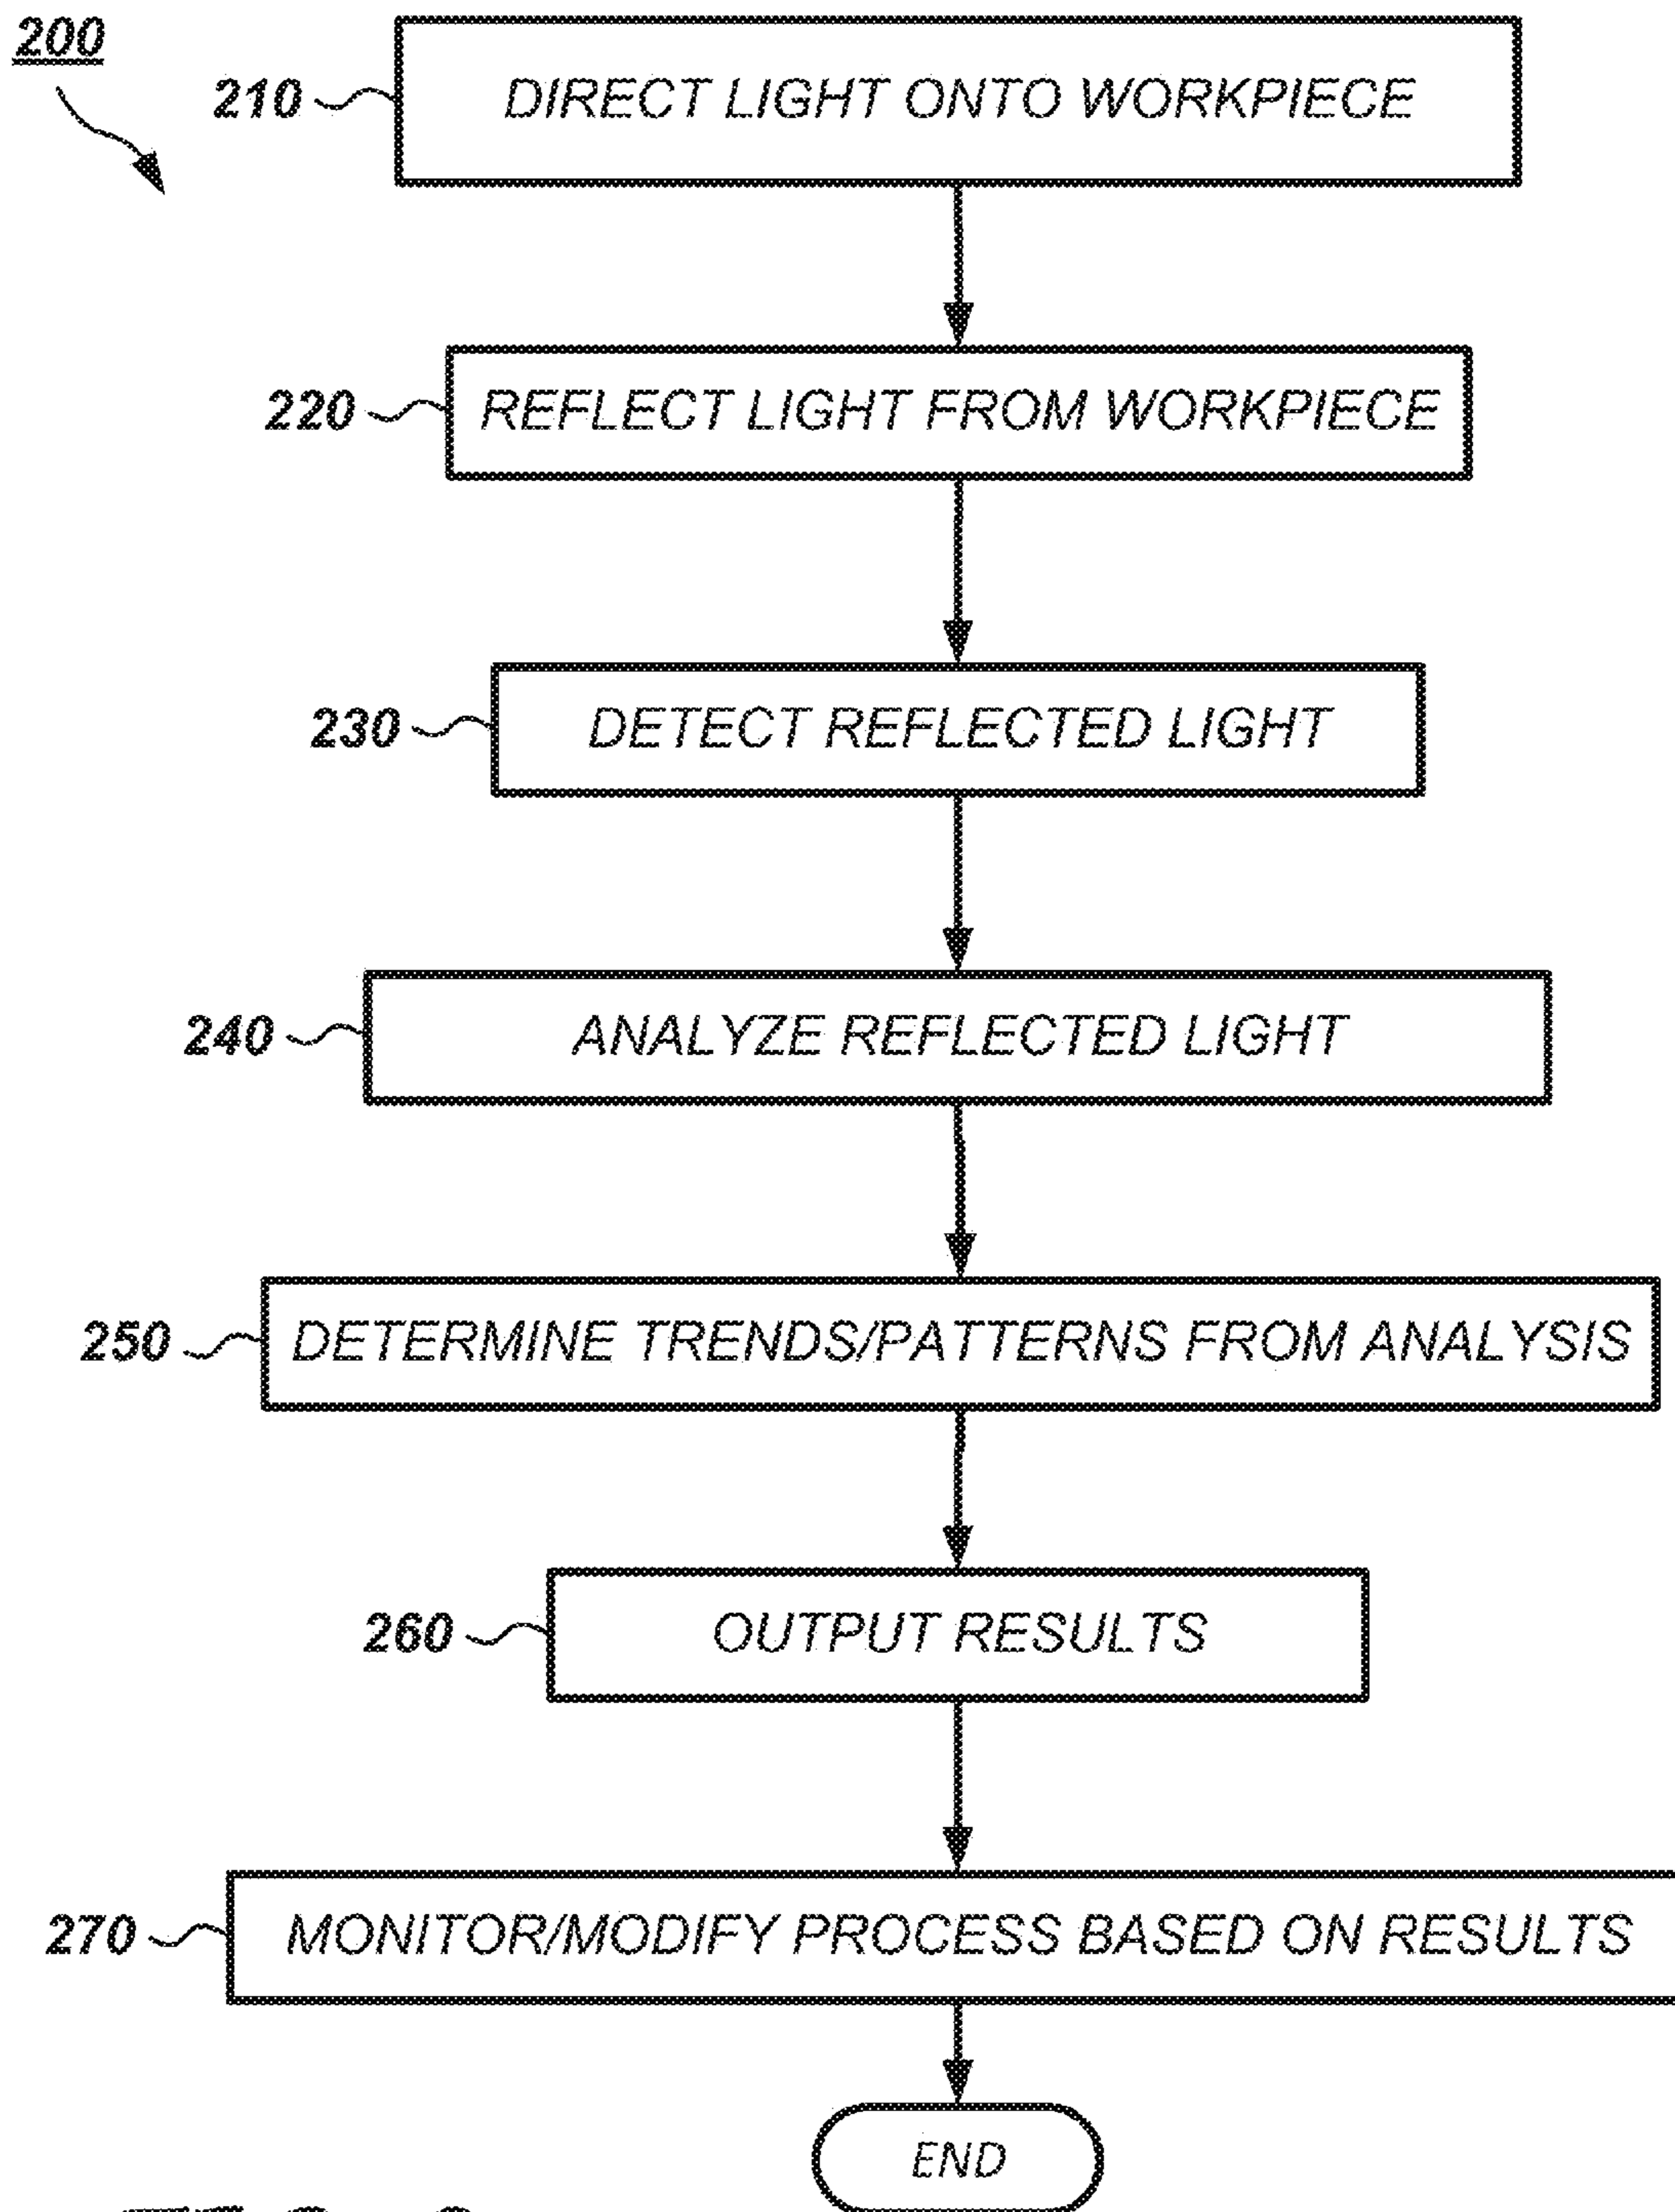 200
210 DIRECT LIGHT ONTO WORKPIECE
220 REFLECT LIGHT FROM WORKPIECE
230 DETECT REFLECTED LIGHT
240 ANALYZE REFLECTED LIGHT
250 DETERMINE TRENDS/PATTERNS FROM ANALYSIS
260 OUTPUT RESULTS
270 MONITOR/MODIFY PROCESS BASED ON RESULTS
END